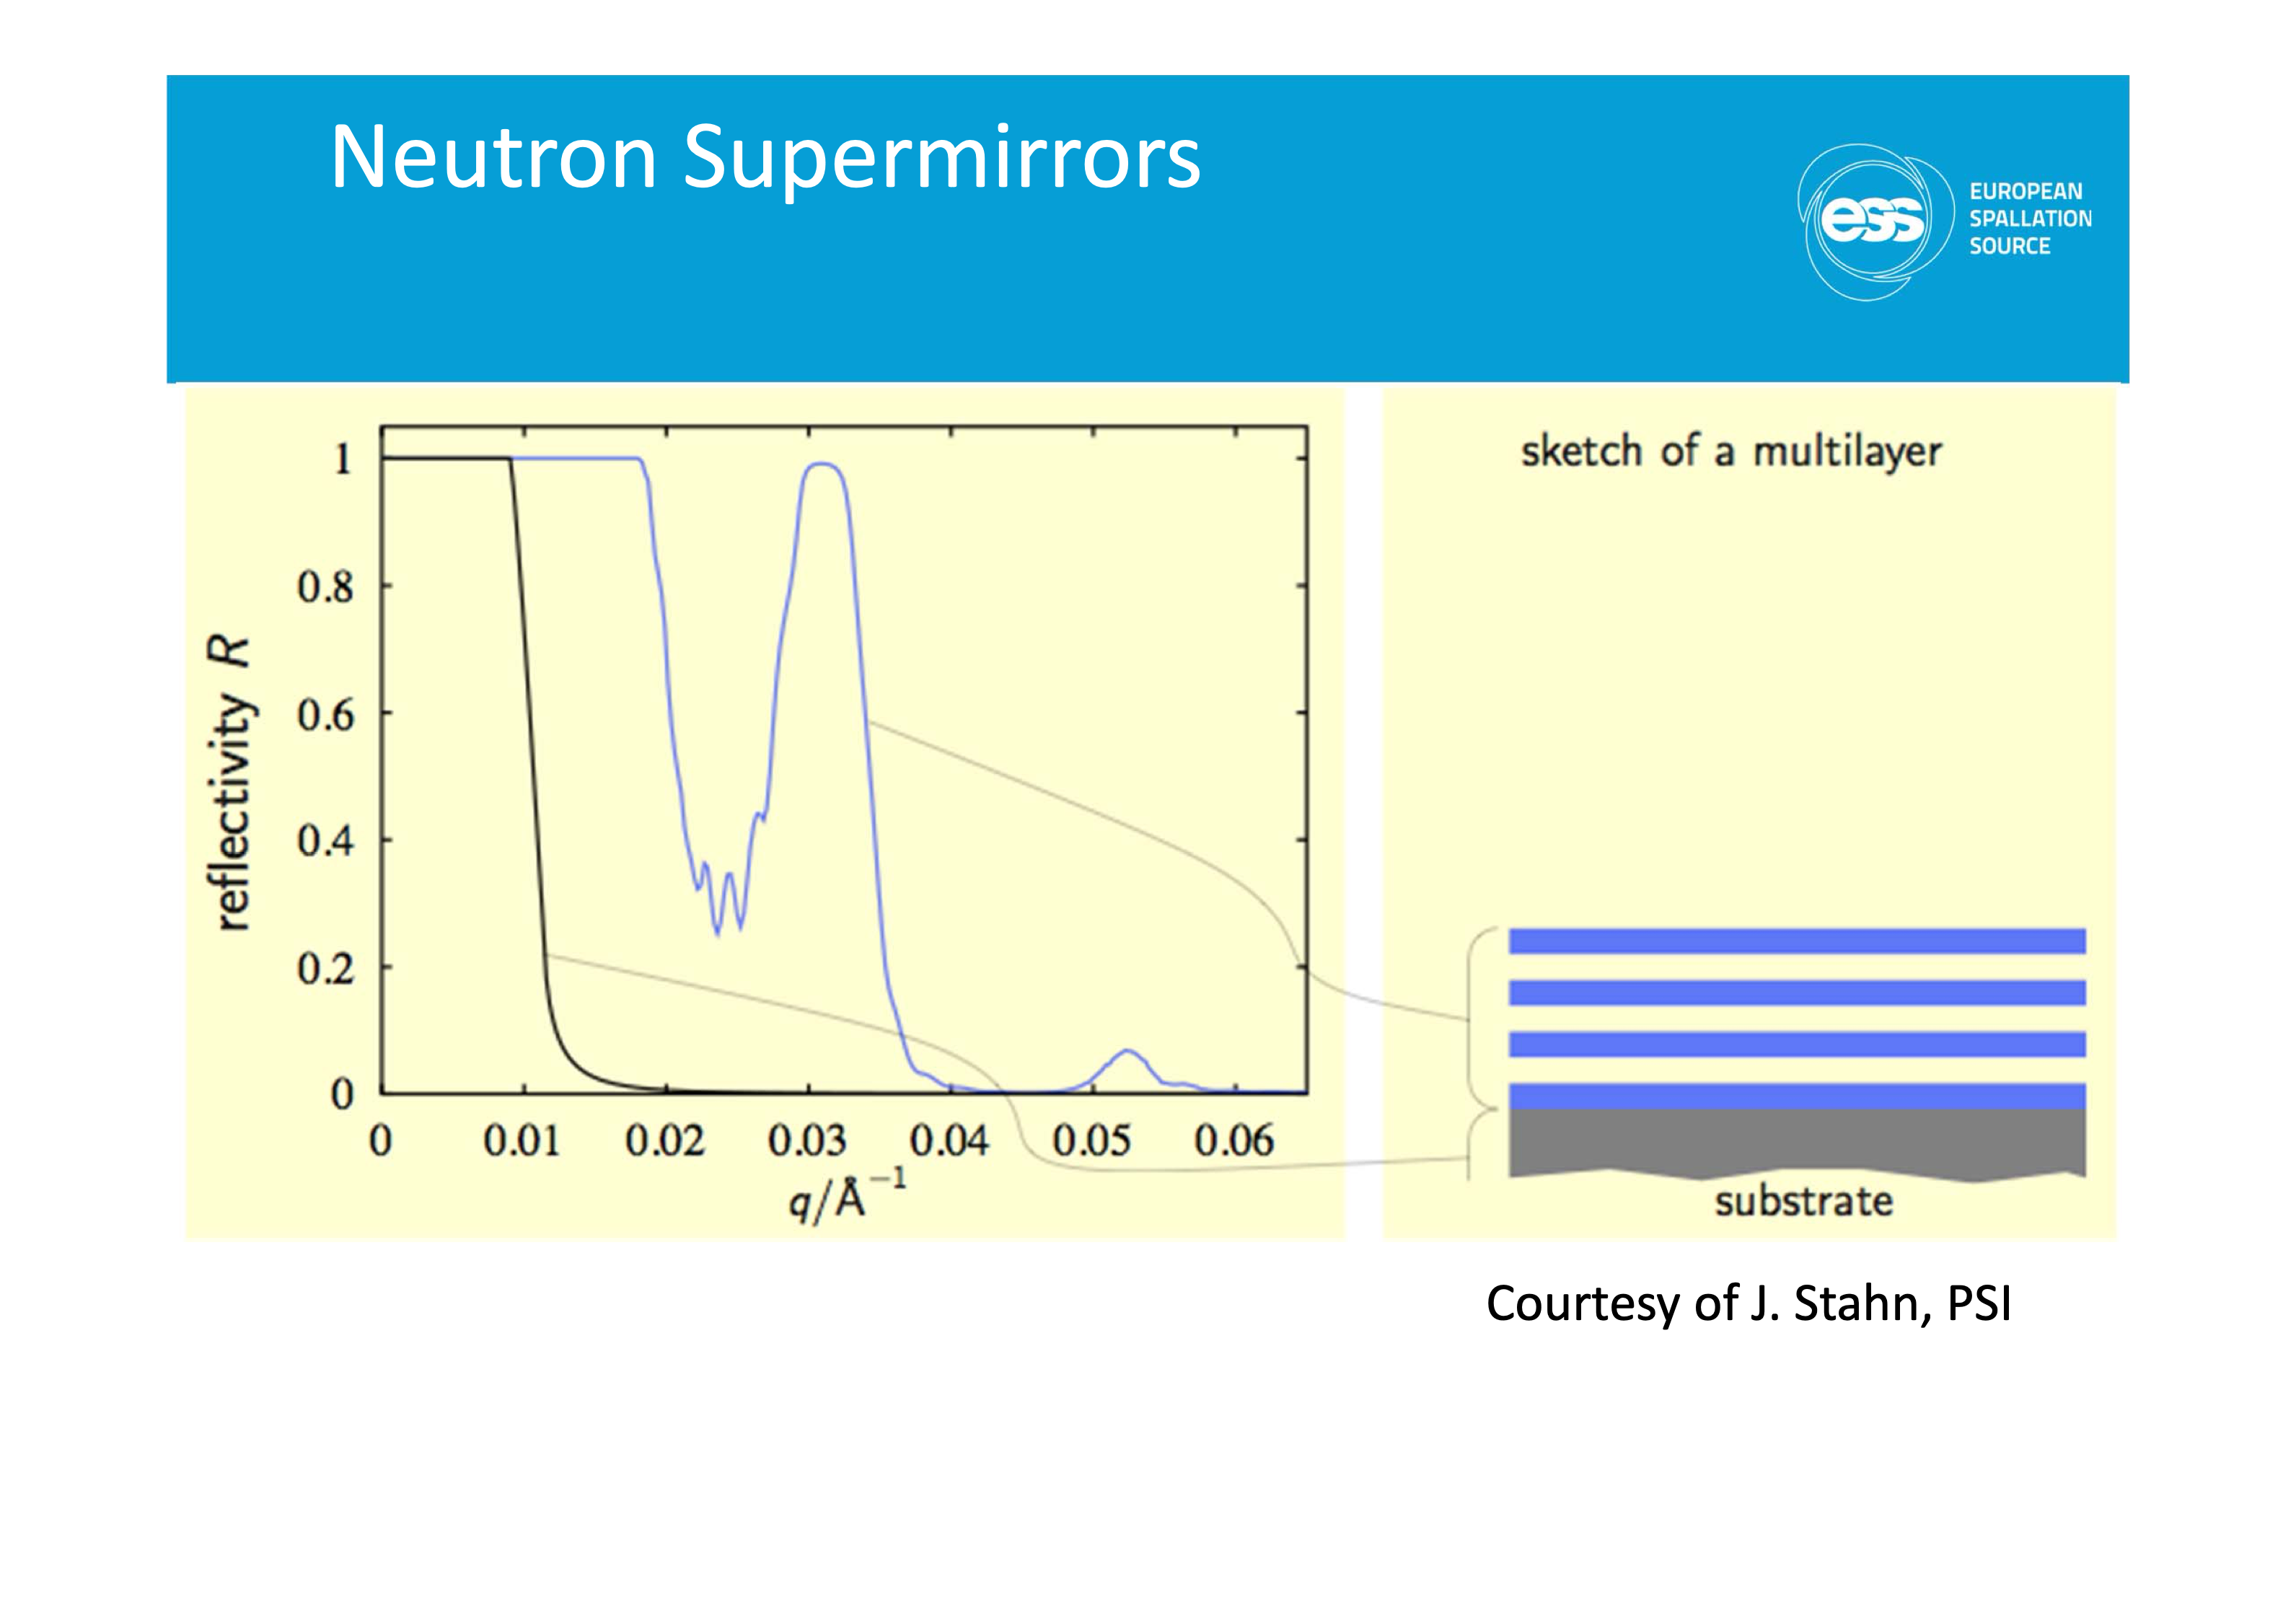 Neutron Supermirrors
ess
EUROPEAN
SPALLATION
SOURCE
1
0.8
0.6
0.4
0.2
0
reflectivity R
0 0.01 0.02 0.03 0.04 0.05 0.06
q/Å⁻¹
sketch of a multilayer
substrate
Courtesy of J. Stahn, PSI